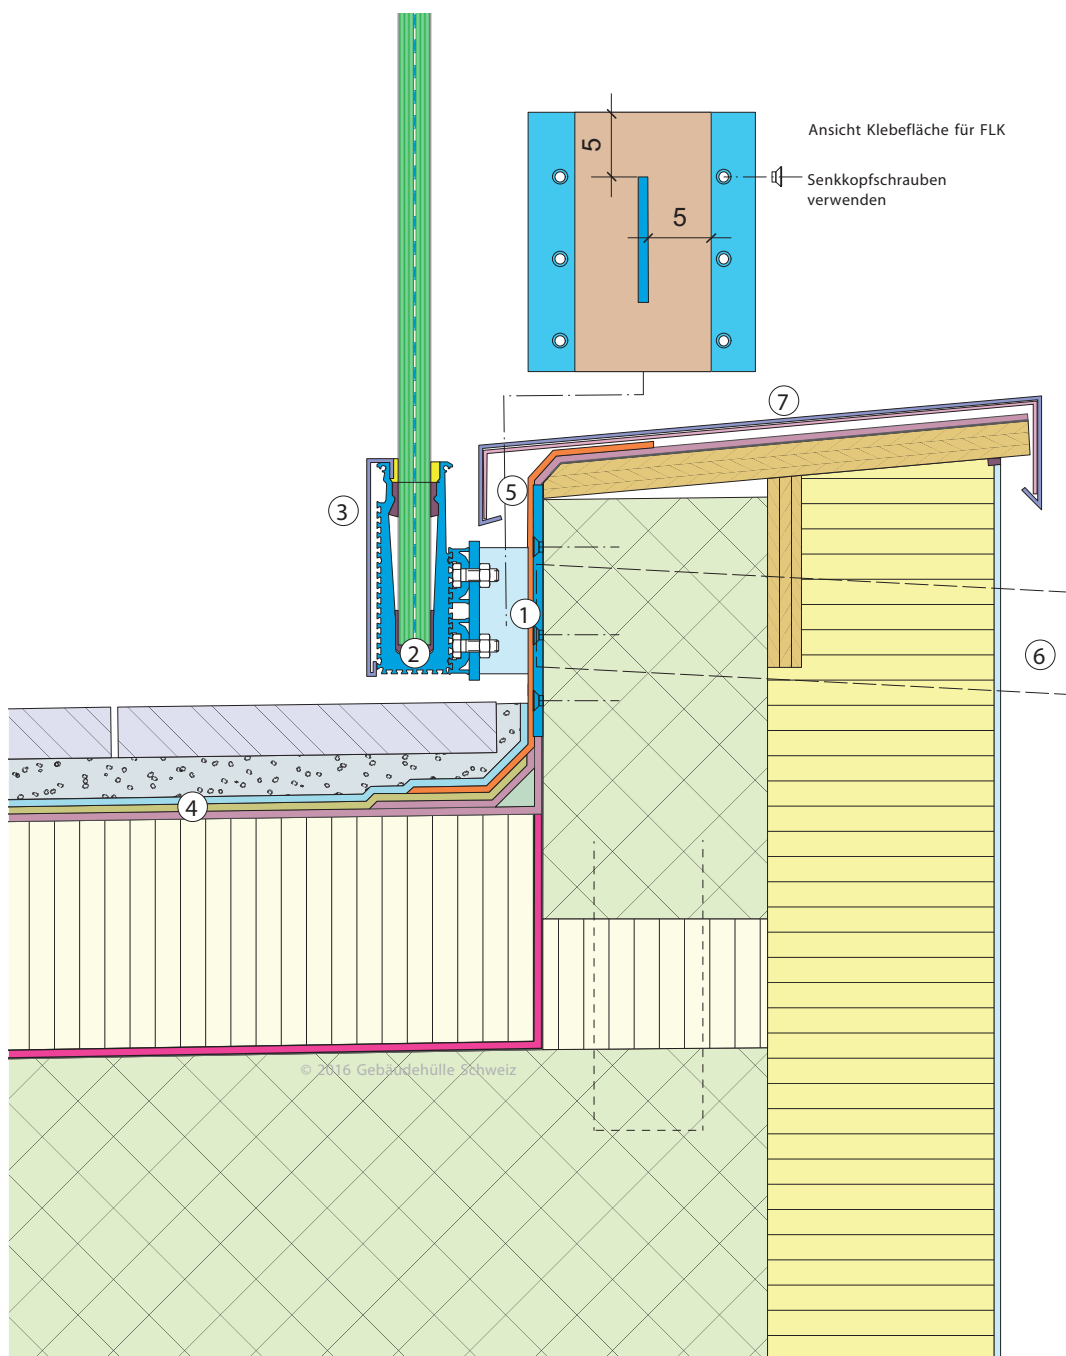 Ansicht Klebefläche für FLK
5
Senkkopfschrauben
verwenden
5
7
5
3
1
2
6
4
© 2016 Gebäudehülle Schweiz